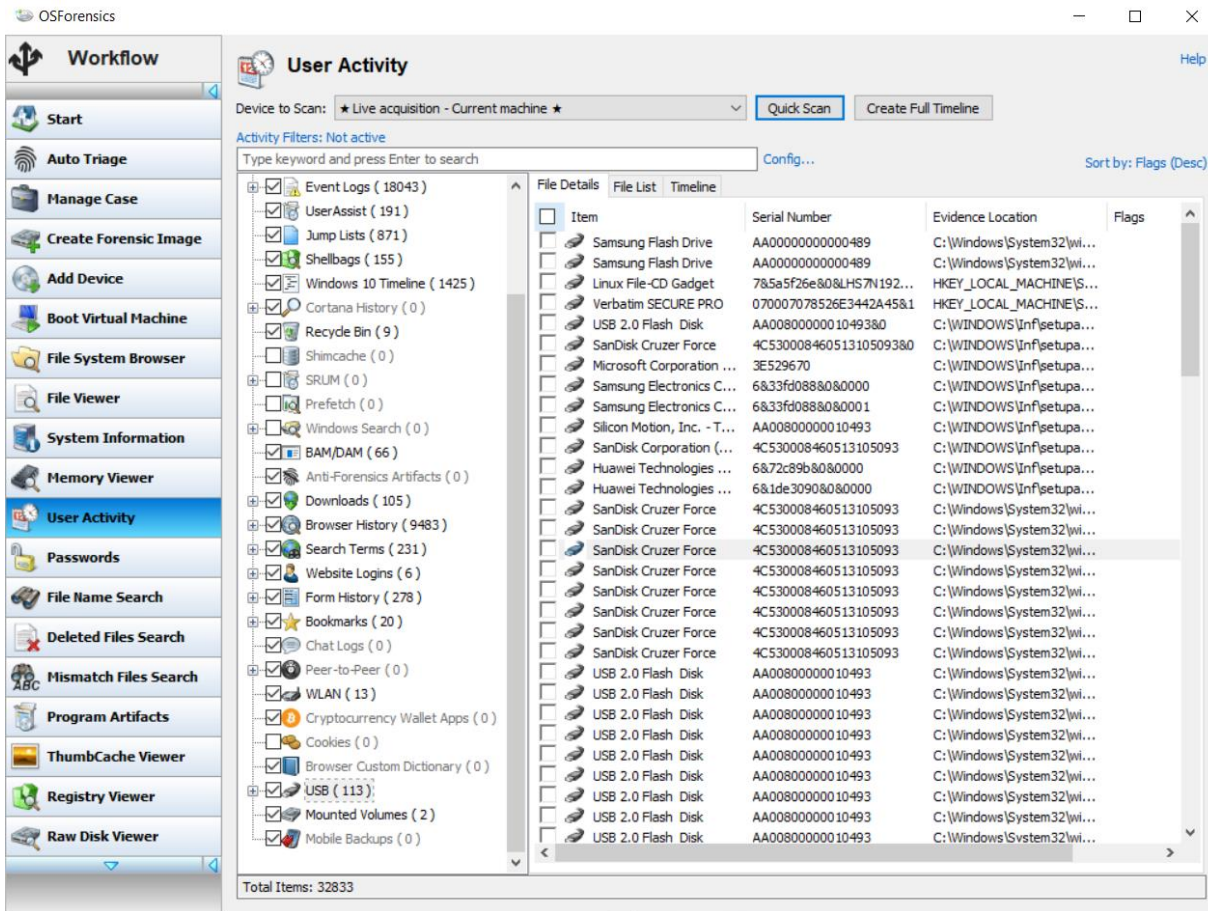 OSForensics
Workflow
Start
Auto Triage
Manage Case
Create Forensic Image
Add Device
Boot Virtual Machine
File System Browser
File Viewer
System Information
Memory Viewer
User Activity
Passwords
File Name Search
Deleted Files Search
Mismatch Files Search
Program Artifacts
ThumbCache Viewer
Registry Viewer
Raw Disk Viewer
User Activity
Help
Device to Scan: ★ Live acquisition - Current machine ★ Quick Scan Create Full Timeline
Activity Filters: Not active
Type keyword and press Enter to search Config... Sort by: Flags (Desc)
Event Logs ( 18043 )
UserAssist ( 191 )
Jump Lists ( 871 )
Shellbags ( 155 )
Windows 10 Timeline ( 1425 )
Cortana History ( 0 )
Recycle Bin ( 9 )
Shimcache ( 0 )
SRUM ( 0 )
Prefetch ( 0 )
Windows Search ( 0 )
BAM/DAM ( 66 )
Anti-Forensics Artifacts ( 0 )
Downloads ( 105 )
Browser History ( 9483 )
Search Terms ( 231 )
Website Logins ( 6 )
Form History ( 278 )
Bookmarks ( 20 )
Chat Logs ( 0 )
Peer-to-Peer ( 0 )
WLAN ( 13 )
Cryptocurrency Wallet Apps ( 0 )
Cookies ( 0 )
Browser Custom Dictionary ( 0 )
USB ( 113 )
Mounted Volumes ( 2 )
Mobile Backups ( 0 )
File Details File List Timeline
Item Serial Number Evidence Location Flags
Samsung Flash Drive AA00000000000489 C:\Windows\System32\wi...
Samsung Flash Drive AA00000000000489 C:\Windows\System32\wi...
Linux File-CD Gadget 7&5a5f26e&0&LHS7N192... HKEY_LOCAL_MACHINE\S...
Verbatim SECURE PRO 070007078526E3442A45&1 HKEY_LOCAL_MACHINE\S...
USB 2.0 Flash Disk AA00800000010493&0 C:\WINDOWS\Inf\setupa...
SanDisk Cruzer Force 4C530008460513105093&0 C:\WINDOWS\Inf\setupa...
Microsoft Corporation ... 3E529670 C:\WINDOWS\Inf\setupa...
Samsung Electronics C... 6&33fd088&0&0000 C:\WINDOWS\Inf\setupa...
Samsung Electronics C... 6&33fd088&0&0001 C:\WINDOWS\Inf\setupa...
Silicon Motion, Inc. - T... AA00800000010493 C:\WINDOWS\Inf\setupa...
SanDisk Corporation (... 4C530008460513105093 C:\WINDOWS\Inf\setupa...
Huawei Technologies ... 6&72c89b&0&0000 C:\WINDOWS\Inf\setupa...
Huawei Technologies ... 6&1de3090&0&0000 C:\WINDOWS\Inf\setupa...
SanDisk Cruzer Force 4C530008460513105093 C:\Windows\System32\wi...
SanDisk Cruzer Force 4C530008460513105093 C:\Windows\System32\wi...
SanDisk Cruzer Force 4C530008460513105093 C:\Windows\System32\wi...
SanDisk Cruzer Force 4C530008460513105093 C:\Windows\System32\wi...
SanDisk Cruzer Force 4C530008460513105093 C:\Windows\System32\wi...
SanDisk Cruzer Force 4C530008460513105093 C:\Windows\System32\wi...
SanDisk Cruzer Force 4C530008460513105093 C:\Windows\System32\wi...
SanDisk Cruzer Force 4C530008460513105093 C:\Windows\System32\wi...
USB 2.0 Flash Disk AA00800000010493 C:\Windows\System32\wi...
USB 2.0 Flash Disk AA00800000010493 C:\Windows\System32\wi...
USB 2.0 Flash Disk AA00800000010493 C:\Windows\System32\wi...
USB 2.0 Flash Disk AA00800000010493 C:\Windows\System32\wi...
USB 2.0 Flash Disk AA00800000010493 C:\Windows\System32\wi...
USB 2.0 Flash Disk AA00800000010493 C:\Windows\System32\wi...
USB 2.0 Flash Disk AA00800000010493 C:\Windows\System32\wi...
USB 2.0 Flash Disk AA00800000010493 C:\Windows\System32\wi...
USB 2.0 Flash Disk AA00800000010493 C:\Windows\System32\wi...
Total Items: 32833